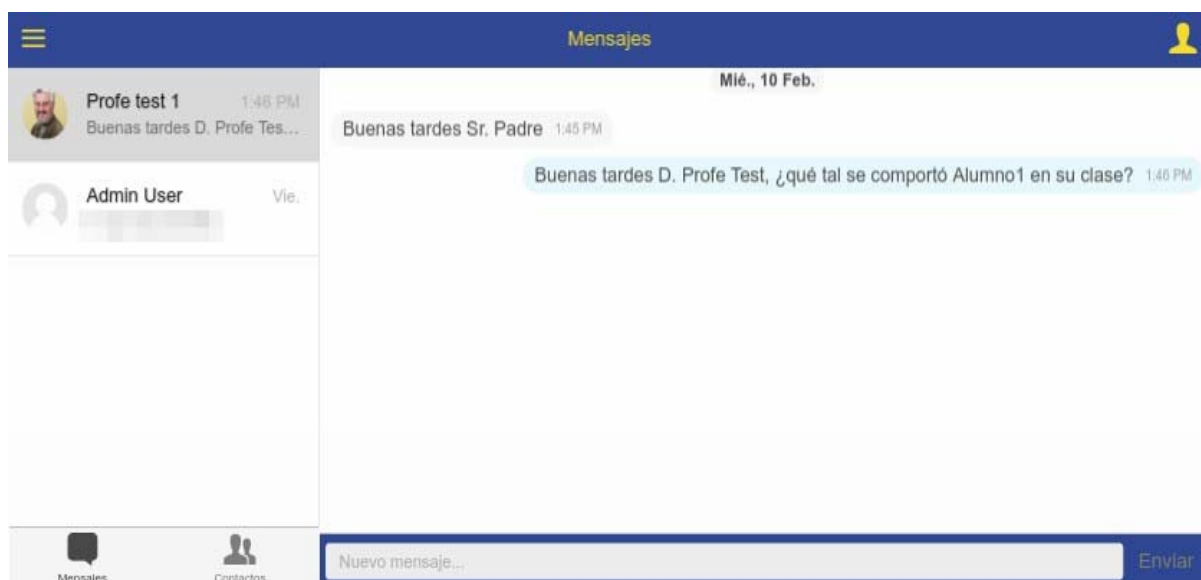 Mensajes
Profe test 1 1:46 PM
Buenas tardes D. Profe Tes...
Admin User Vie.
Mié., 10 Feb.
Buenas tardes Sr. Padre 1:45 PM
Buenas tardes D. Profe Test, ¿qué tal se comportó Alumno1 en su clase? 1:46 PM
Mensajes Contactos
Nuevo mensaje... Enviar